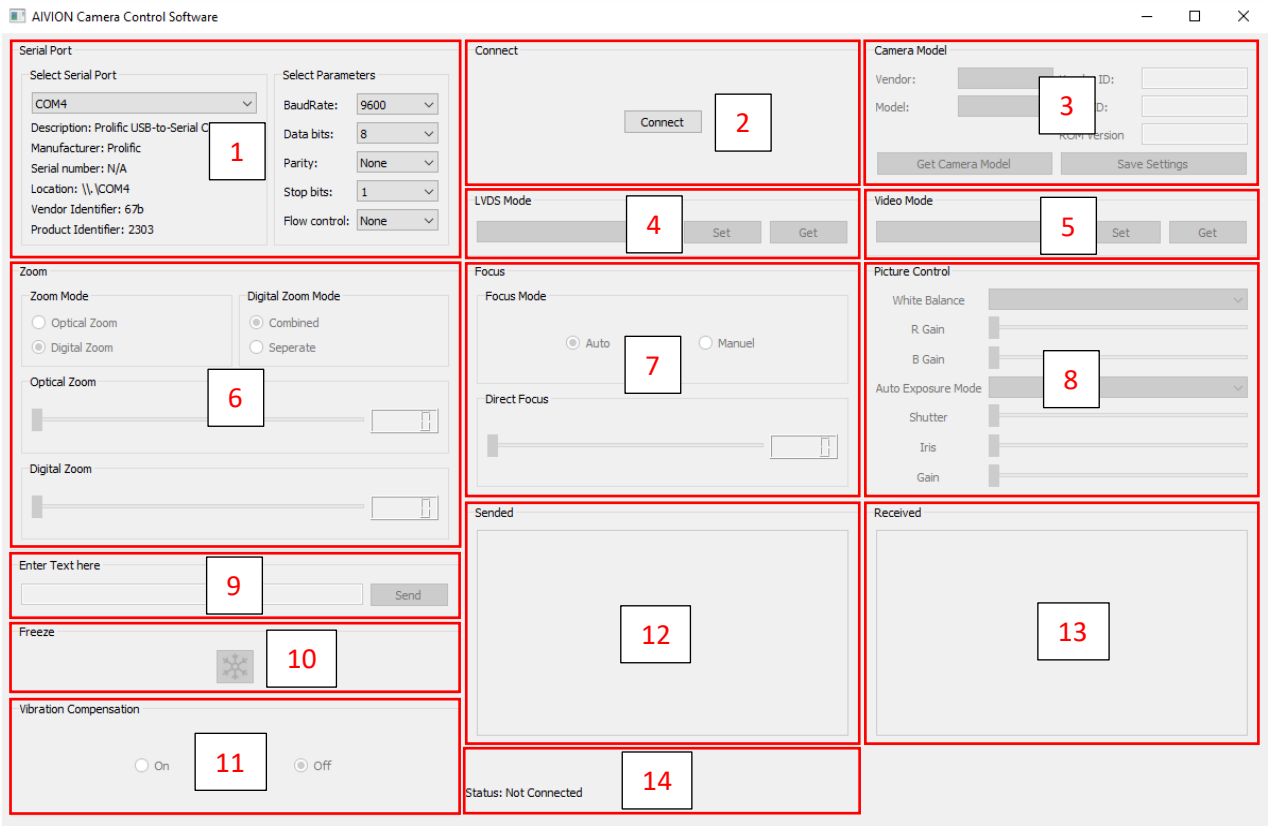 AIVION Camera Control Software
Serial Port
Select Serial Port
COM4
Description: Prolific USB-to-Serial C
Manufacturer: Prolific
Serial number: N/A
Location: \\.\COM4
Vendor Identifier: 67b
Product Identifier: 2303
1
Select Parameters
BaudRate: 9600
Data bits: 8
Parity: None
Stop bits: 1
Flow control: None
Connect
Connect
2
Camera Model
Vendor: ID:
Model: D:
ROM Version
3
Get Camera Model Save Settings
LVDS Mode
4
Set Get
Video Mode
5
Set Get
Zoom
Zoom Mode
Optical Zoom
Digital Zoom
Digital Zoom Mode
Combined
Seperate
Optical Zoom
6
0
Digital Zoom
0
Focus
Focus Mode
Auto Manuel
7
Direct Focus
0
Picture Control
White Balance
R Gain
B Gain
8
Auto Exposure Mode
Shutter
Iris
Gain
Enter Text here
9
Send
Freeze
10
Vibration Compensation
On 11 Off
Sended
12
Received
13
14
Status: Not Connected